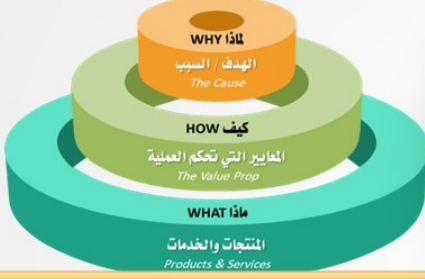 لماذا WHY
الهدف / السبب
The Cause
كيف HOW
المعايير التي تحكم العملية
The Value Prop
ماذا WHAT
المنتجات والخدمات
Products & Services